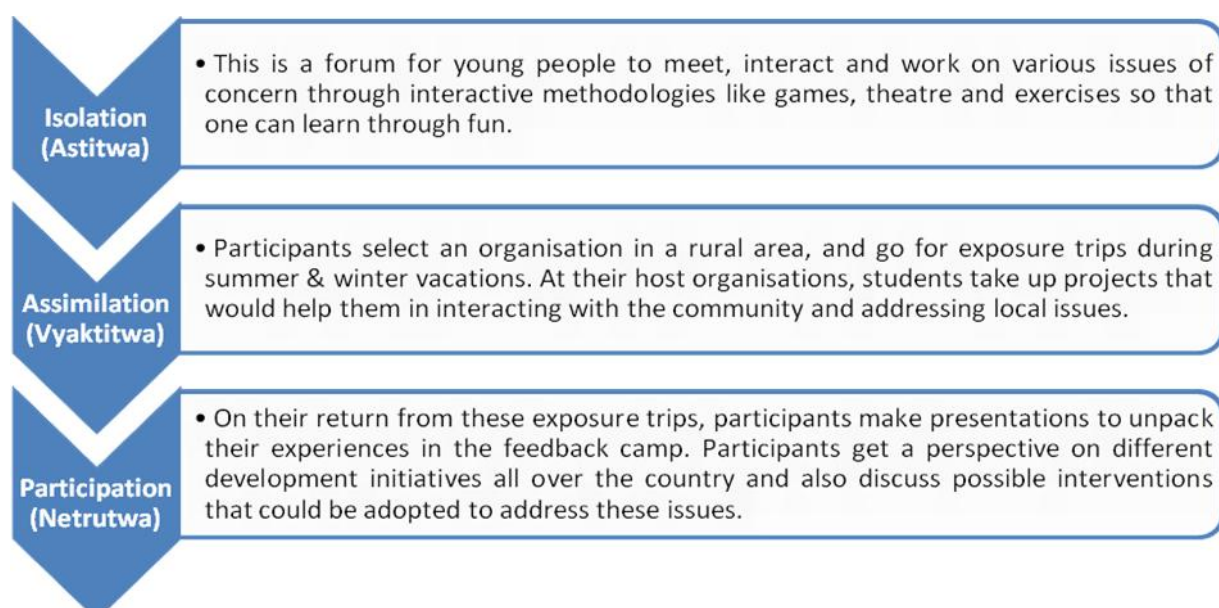 Isolation
(Astitwa)
• This is a forum for young people to meet, interact and work on various issues of
concern through interactive methodologies like games, theatre and exercises so that
one can learn through fun.
Assimilation
(Vyaktitwa)
• Participants select an organisation in a rural area, and go for exposure trips during
summer & winter vacations. At their host organisations, students take up projects that
would help them in interacting with the community and addressing local issues.
Participation
(Netrutwa)
• On their return from these exposure trips, participants make presentations to unpack
their experiences in the feedback camp. Participants get a perspective on different
development initiatives all over the country and also discuss possible interventions
that could be adopted to address these issues.